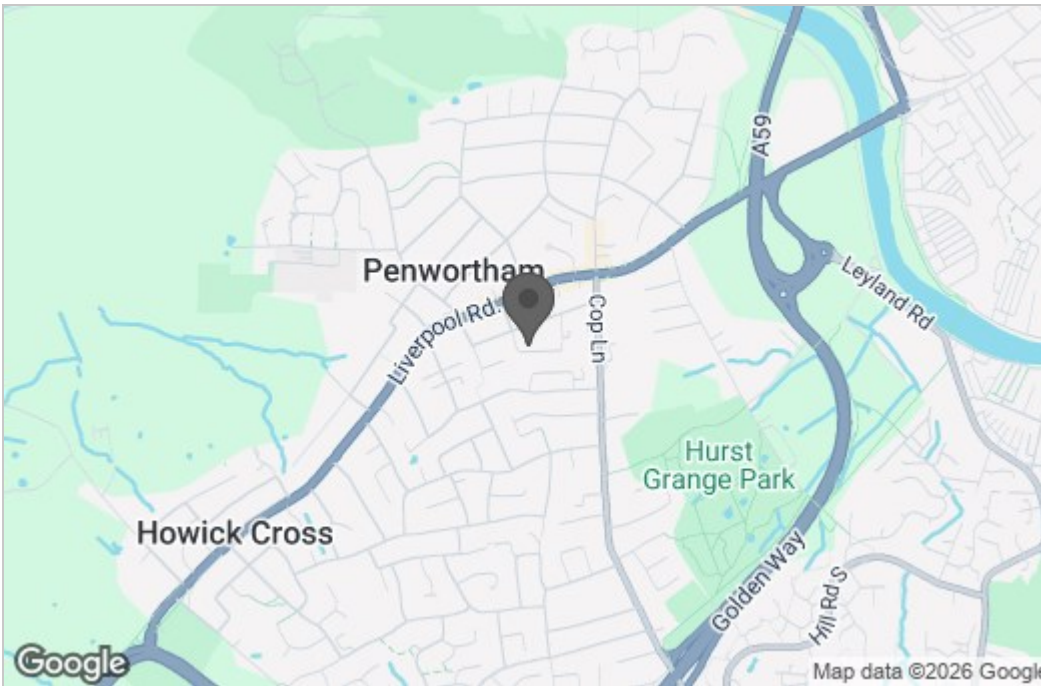 A59
Penwortham
Leyland Rd
Liverpool Rd.
Cop Ln
Hurst
Grange Park
Howick Cross
Golden Way
Hill Rd S
Google
Map data ©2026 Google